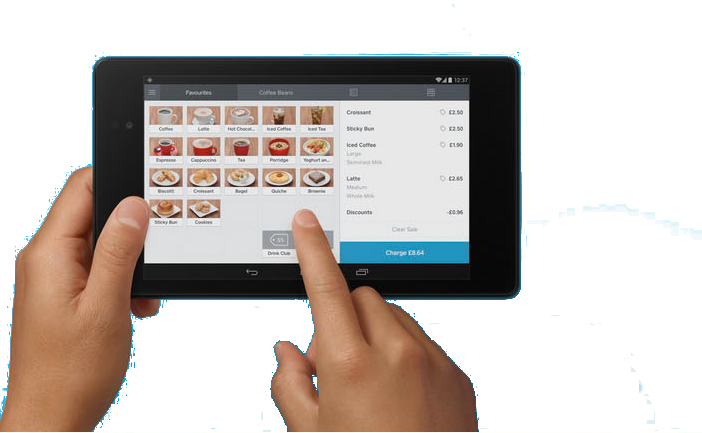 12:37
Favourites
Coffee Beans
Coffee
Latte
Hot Chocol...
Iced Coffee
Iced Tea
Espresso
Cappuccino
Tea
Porridge
Yoghurt an...
Biscotti
Croissant
Bagel
Quiche
Brownie
Sticky Bun
Cookies
Drink Club
Croissant £2.50
Sticky Bun £2.50
Iced Coffee £1.90
Large
Skimmed Milk
Latte £2.65
Medium
Whole Milk
Discounts -£0.96
Clear Sale
Charge £8.64